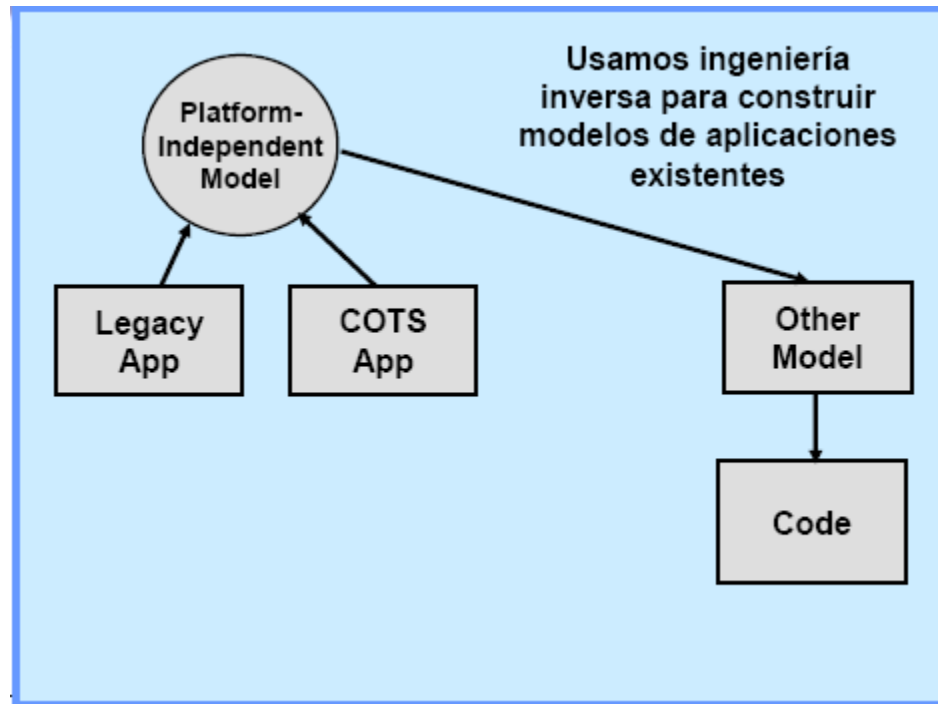 Usamos ingeniería
inversa para construir
modelos de aplicaciones
existentes
Platform-
Independent
Model
Legacy
App
COTS
App
Other
Model
Code